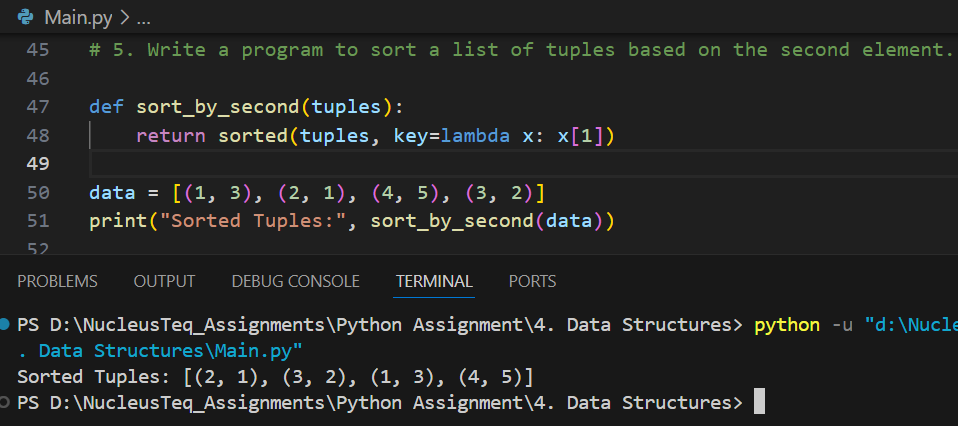 Main.py > ...
45 # 5. Write a program to sort a list of tuples based on the second element.
46
47 def sort_by_second(tuples):
48     return sorted(tuples, key=lambda x: x[1])
49
50 data = [(1, 3), (2, 1), (4, 5), (3, 2)]
51 print("Sorted Tuples:", sort_by_second(data))
52
PROBLEMS OUTPUT DEBUG CONSOLE TERMINAL PORTS
PS D:\NucleusTeq_Assignments\Python Assignment\4. Data Structures> python -u "d:\Nucle
. Data Structures\Main.py"
Sorted Tuples: [(2, 1), (3, 2), (1, 3), (4, 5)]
PS D:\NucleusTeq_Assignments\Python Assignment\4. Data Structures>